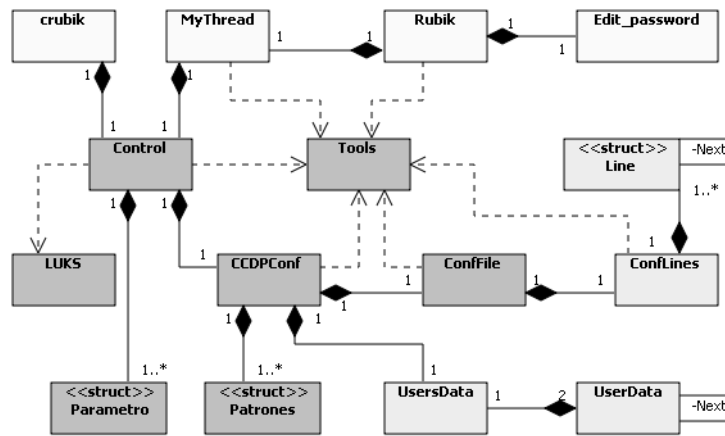 crubik
MyThread
Rubik
Edit_password
1
1
1
1
1
1
1
1
Control
Tools
<<struct>>
Line
-Next
1
1
1..*
1
1
LUKS
CCDPConf
ConfFile
ConfLines
1
1
1
1
1
1
1..*
1..*
1
<<struct>>
Parametro
<<struct>>
Patrones
UsersData
1
2
UserData
-Next